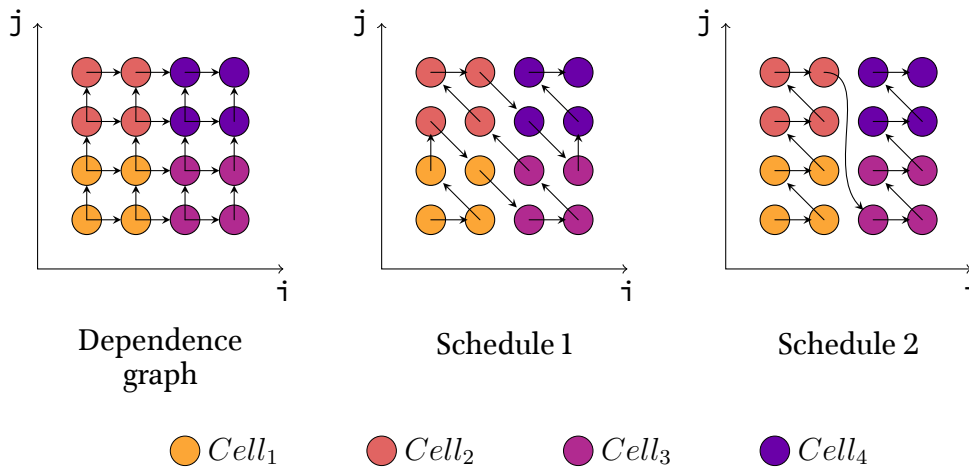 j
i
Dependence
graph
j
i
Schedule 1
j
i
Schedule 2
Cell₁
Cell₂
Cell₃
Cell₄